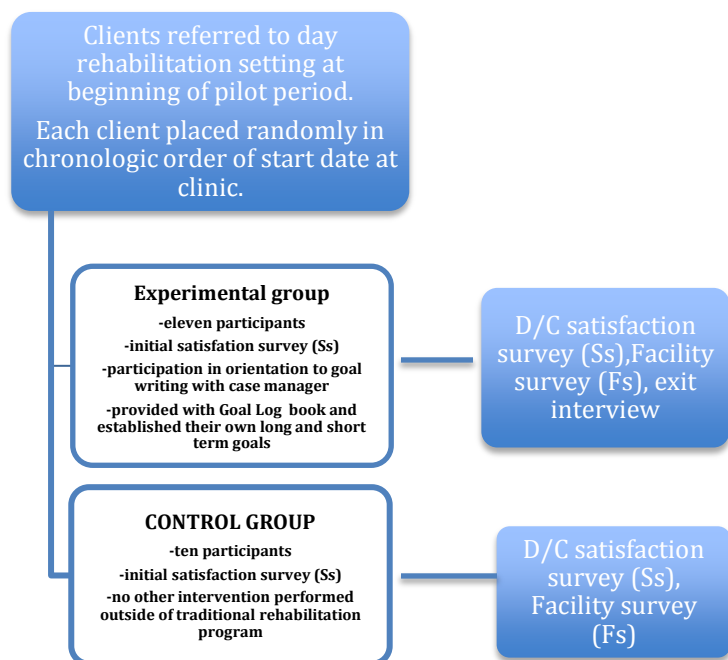 Clients referred to day
rehabilitation setting at
beginning of pilot period.
Each client placed randomly in
chronologic order of start date at
clinic.
Experimental group
-eleven participants
-initial satisfation survey (Ss)
-participation in orientation to goal
writing with case manager
-provided with Goal Log book and
established their own long and short
term goals
D/C satisfaction
survey (Ss),Facility
survey (Fs), exit
interview
CONTROL GROUP
-ten participants
-initial satisfaction survey (Ss)
-no other intervention performed
outside of traditional rehabilitation
program
D/C satisfaction
survey (Ss),
Facility survey
(Fs)